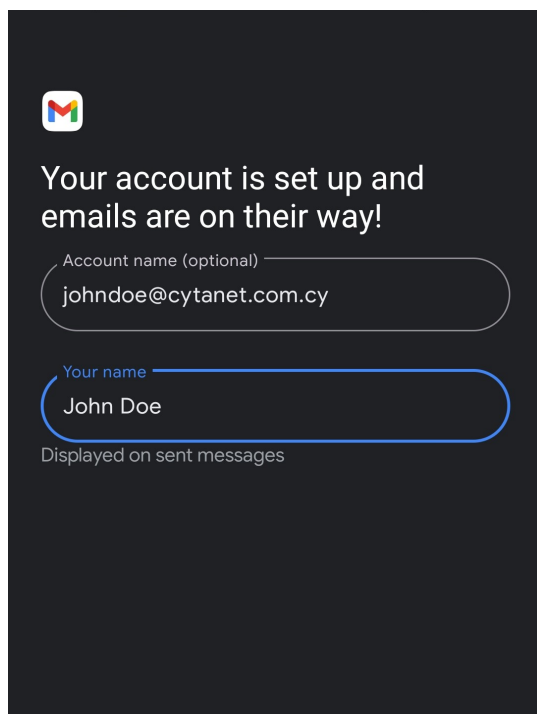 Your account is set up and
emails are on their way!
Account name (optional)
johndoe@cytanet.com.cy
Your name
John Doe
Displayed on sent messages